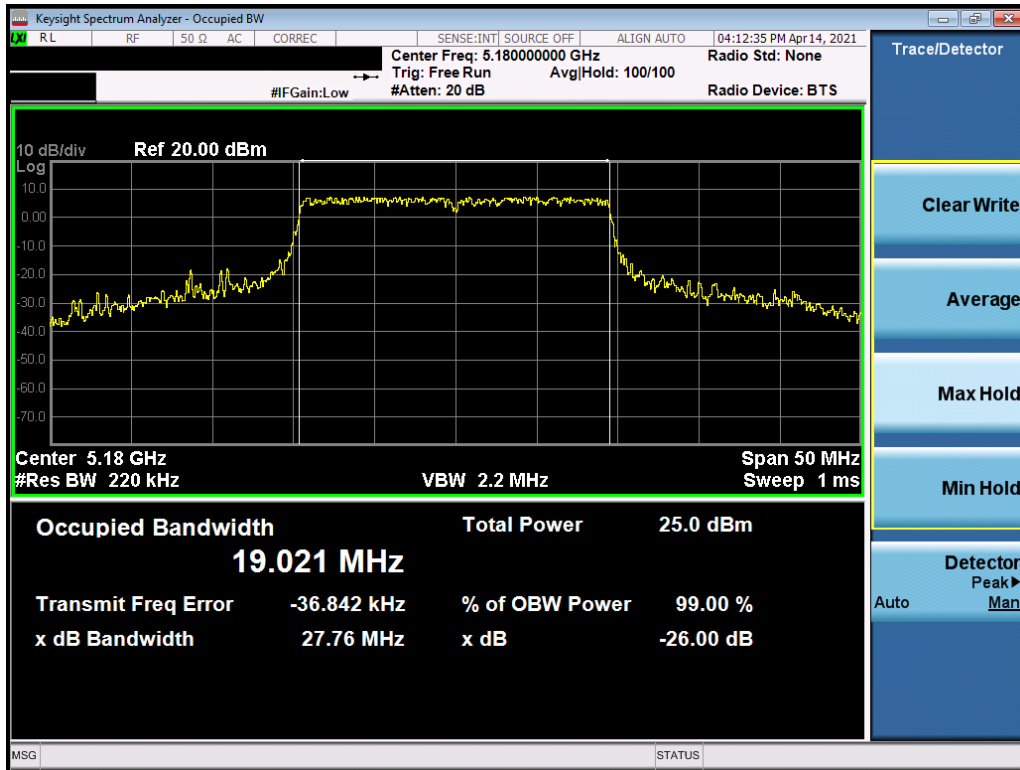 Keysight Spectrum Analyzer - Occupied BW
LXI RL RF 50 Ω AC CORREC SENSE:INT SOURCE OFF ALIGN AUTO 04:12:35 PM Apr 14, 2021
Center Freq: 5.180000000 GHz Radio Std: None
Trig: Free Run Avg|Hold: 100/100
#IFGain:Low #Atten: 20 dB Radio Device: BTS
10 dB/div Ref 20.00 dBm
Log
10.0
0.00
-10.0
-20.0
-30.0
-40.0
-50.0
-60.0
-70.0
Center 5.18 GHz Span 50 MHz
#Res BW 220 kHz VBW 2.2 MHz Sweep 1 ms
Occupied Bandwidth Total Power 25.0 dBm
19.021 MHz
Transmit Freq Error -36.842 kHz % of OBW Power 99.00 %
x dB Bandwidth 27.76 MHz x dB -26.00 dB
MSG STATUS
Trace/Detector
Clear Write
Average
Max Hold
Min Hold
Detector
Peak▶
Auto Man